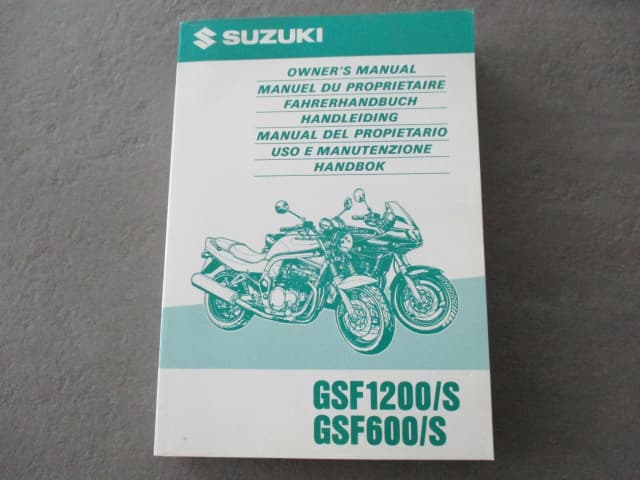 SUZUKI
OWNER'S MANUAL
MANUEL DU PROPRIETAIRE
FAHRERHANDBUCH
HANDLEIDING
MANUAL DEL PROPIETARIO
USO E MANUTENZIONE
HANDBOK
GSF1200/S
GSF600/S